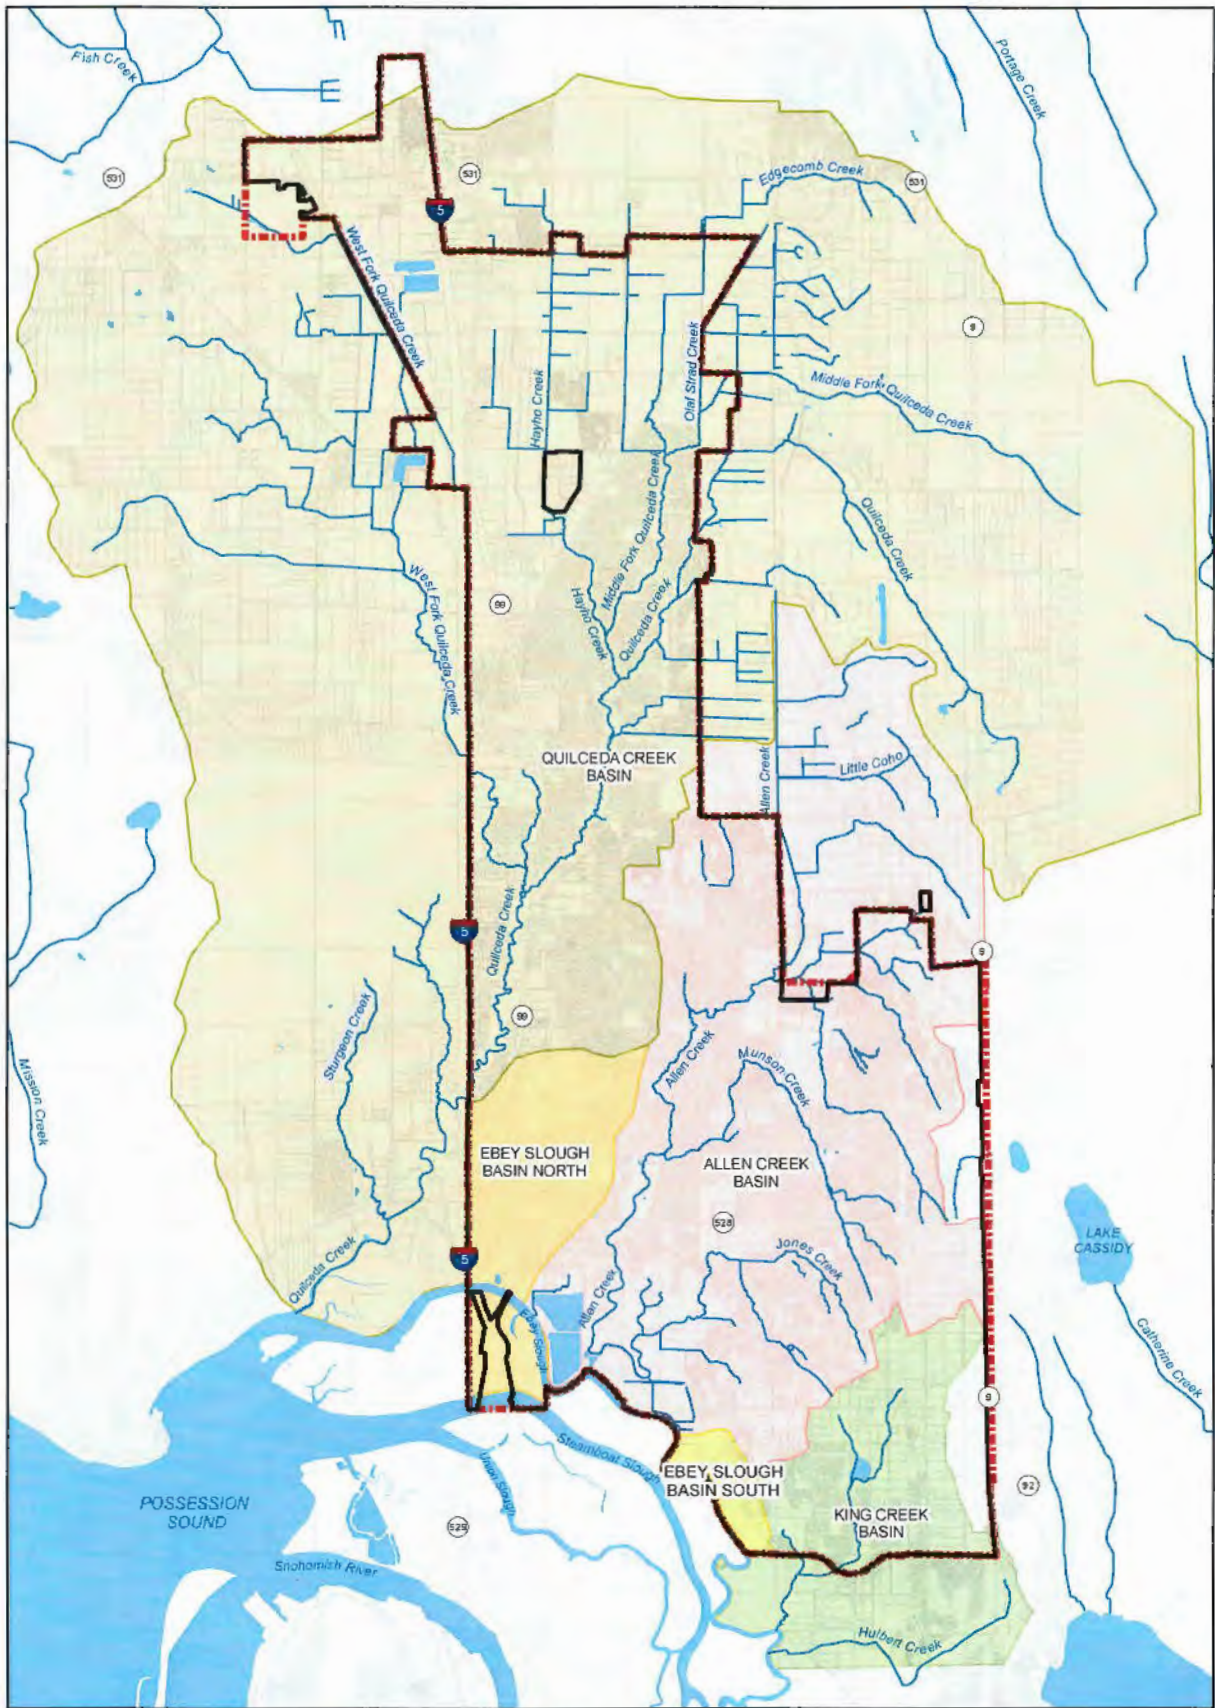 Fish Creek
Portage Creek
531
531
531
Edgecomb Creek
5
West Fork Quilceda Creek
9
Olaf Strad Creek
Hayho Creek
Middle Fork Quilceda Creek
Middle Fork Quilceda Creek
Quilceda Creek
West Fork Quilceda Creek
99
Hayho Creek
Quilceda Creek
QUILCEDA CREEK
BASIN
Allen Creek
Little Coho
Quilceda Creek
5
9
Sturgeon Creek
99
Mission Creek
Allen Creek
Munson Creek
EBEY SLOUGH
BASIN NORTH
ALLEN CREEK
BASIN
528
LAKE
CASSIDY
Quilceda Creek
5
Jones Creek
Allen Creek
Ebey Slough
Catherine Creek
9
Steamboat Slough
Union Slough
EBEY SLOUGH
BASIN SOUTH
92
POSSESSION
SOUND
KING CREEK
BASIN
529
Snohomish River
Hulbert Creek